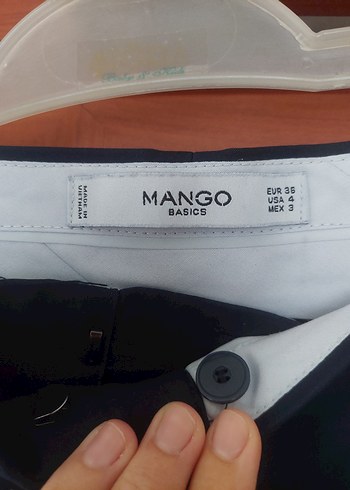 MADE IN
VIETNAM
MANGO
BASICS
EUR 36
USA 4
MEX 3